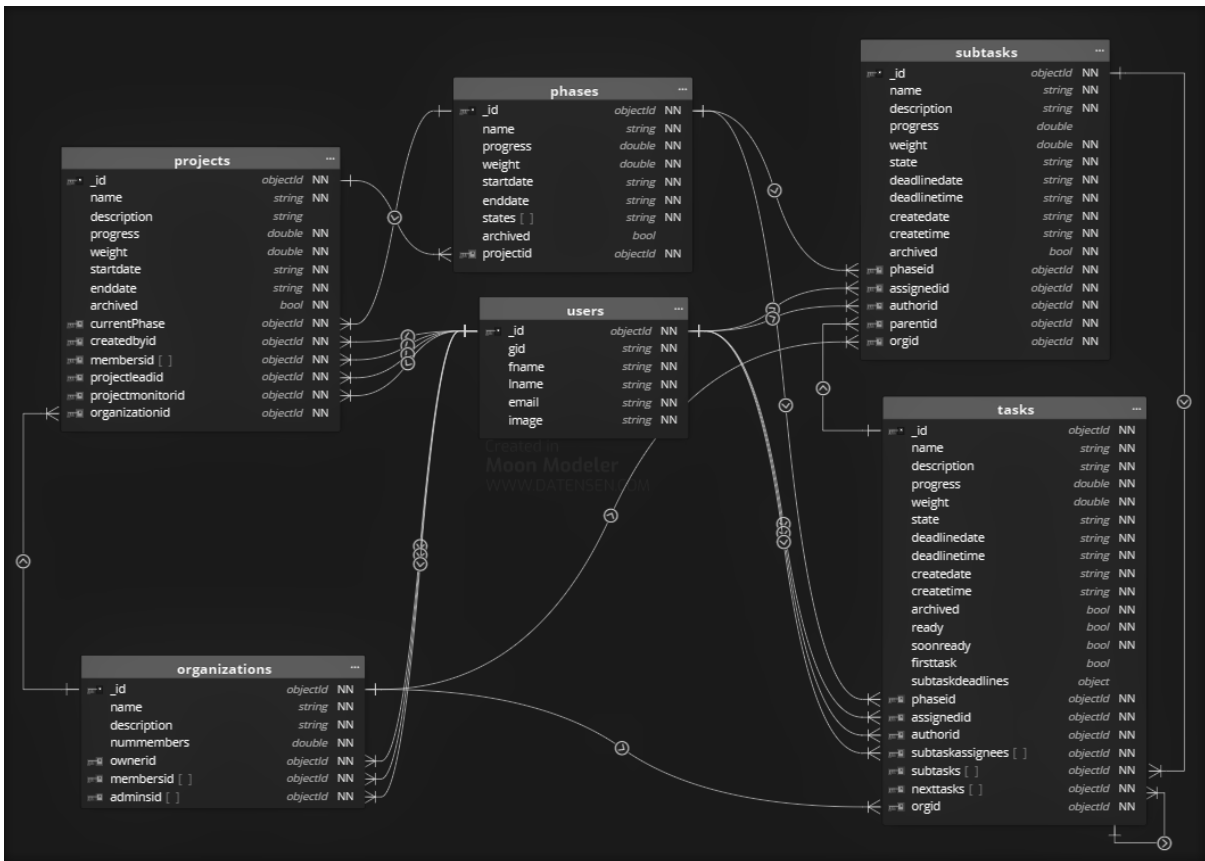 projects ...
_id objectId NN
name string NN
description string
progress double NN
weight double NN
startdate string NN
enddate string NN
archived bool NN
currentPhase objectId NN
createdbyid objectId NN
membersid [ ] objectId NN
projectleadid objectId NN
projectmonitorid objectId NN
organizationid objectId NN
phases ...
_id objectId NN
name string NN
progress double NN
weight double NN
startdate string NN
enddate string NN
states [ ] string NN
archived bool
projectid objectId NN
users ...
_id objectId NN
gid string NN
fname string NN
lname string NN
email string NN
image string NN
Created in
Moon Modeler
WWW.DATENSEN.COM
subtasks ...
_id objectId NN
name string NN
description string NN
progress double
weight double NN
state string NN
deadlinedate string NN
deadlinetime string NN
createdate string NN
createtime string NN
archived bool NN
phaseid objectId NN
assignedid objectId NN
authorid objectId NN
parentid objectId NN
orgid objectId NN
tasks ...
_id objectId NN
name string NN
description string NN
progress double NN
weight double NN
state string NN
deadlinedate string NN
deadlinetime string NN
createdate string NN
createtime string NN
archived bool NN
ready bool NN
soonready bool NN
firsttask bool
subtaskdeadlines object
phaseid objectId NN
assignedid objectId NN
authorid objectId NN
subtaskassignees [ ] objectId NN
subtasks [ ] objectId NN
nexttasks [ ] objectId NN
orgid objectId NN
organizations ...
_id objectId NN
name string NN
description string NN
nummembers double NN
ownerid objectId NN
membersid [ ] objectId NN
adminsid [ ] objectId NN